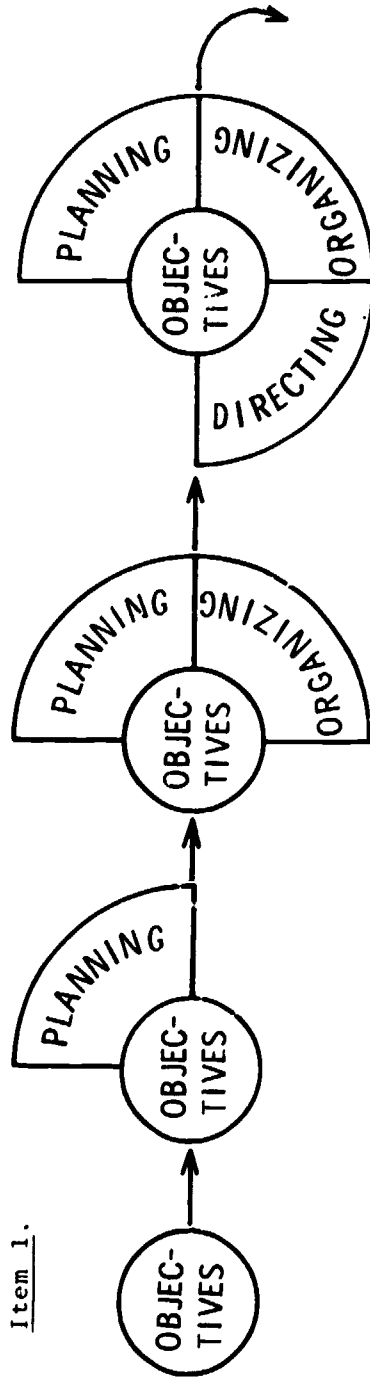 Item 1.
OBJEC-
TIVES
OBJEC-
TIVES
PLANNING
OBJEC-
TIVES
PLANNING
ORGANIZING
OBJEC-
TIVES
PLANNING
ORGANIZING
DIRECTING